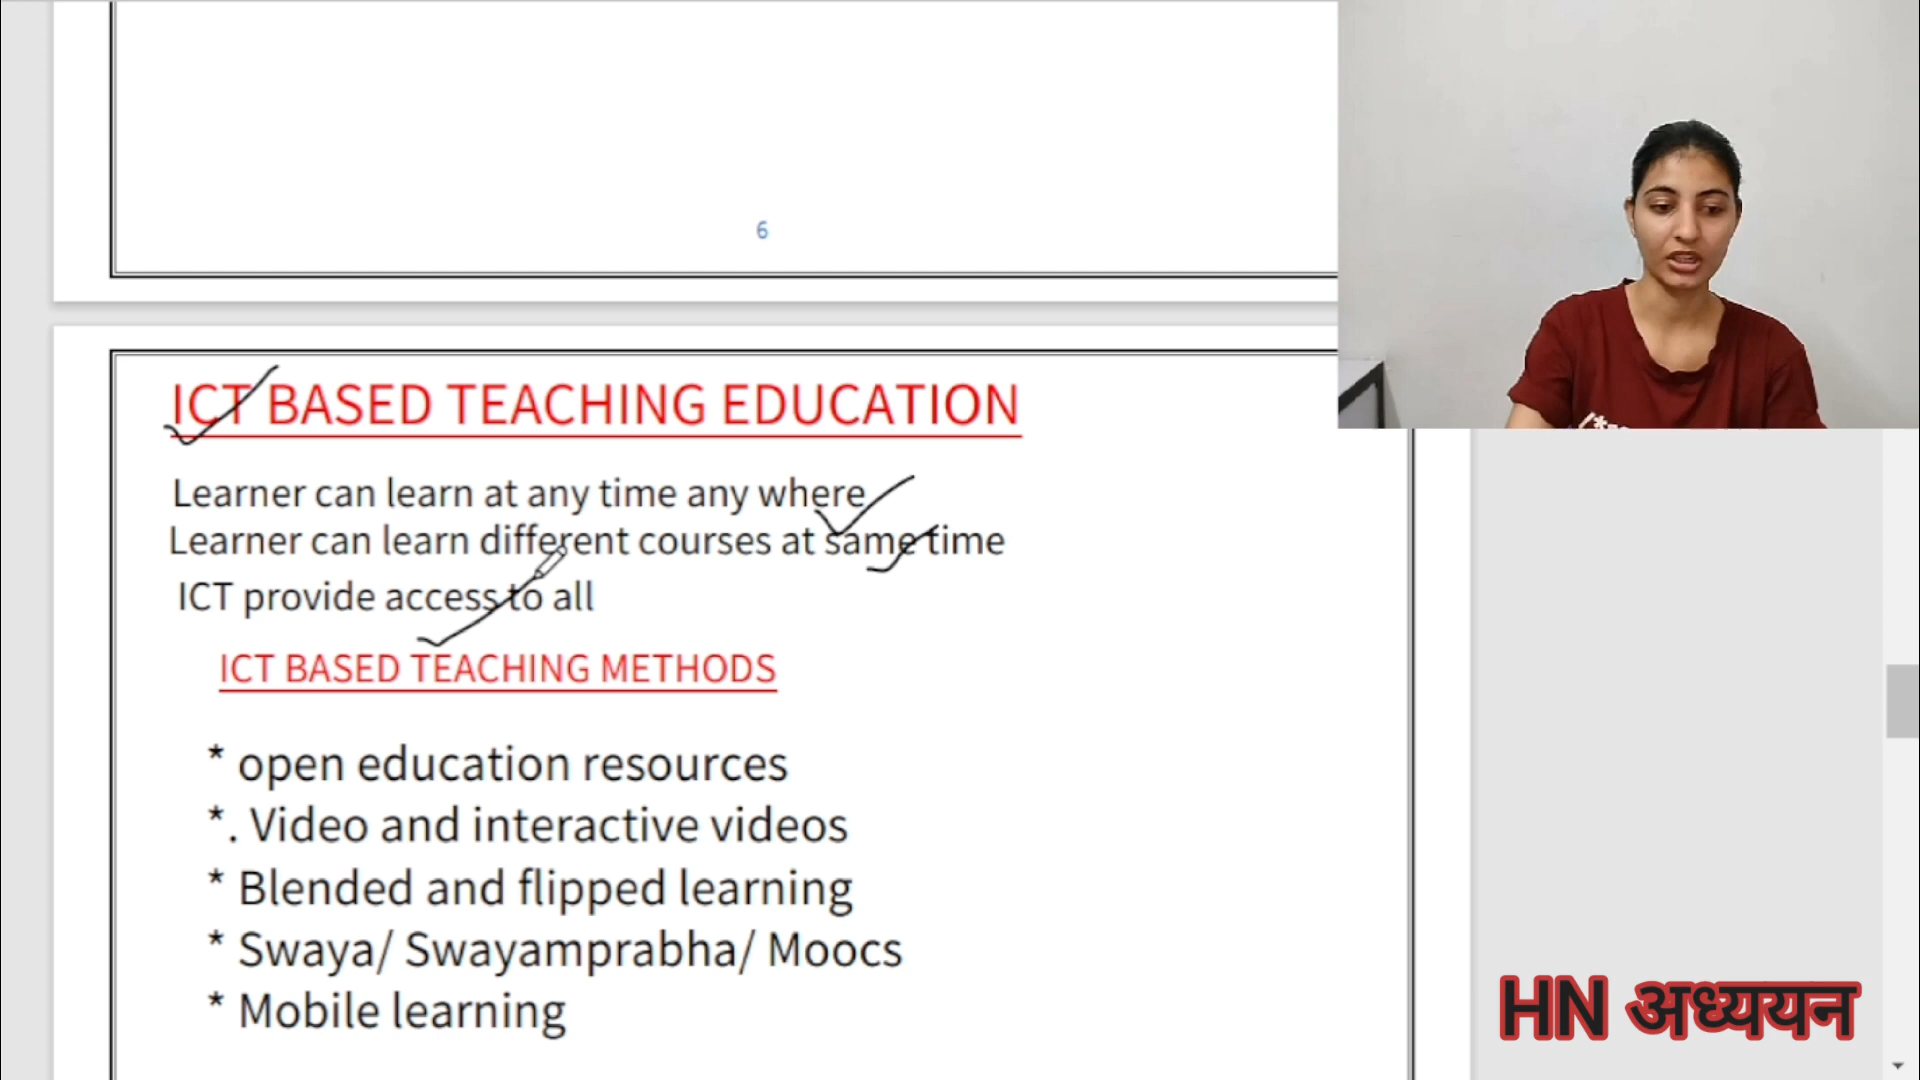 6
ICT BASED TEACHING EDUCATION
Learner can learn at any time any where
Learner can learn different courses at same time
ICT provide access to all
ICT BASED TEACHING METHODS
* open education resources
*. Video and interactive videos
* Blended and flipped learning
* Swaya/ Swayamprabha/ Moocs
* Mobile learning
HN अध्ययन